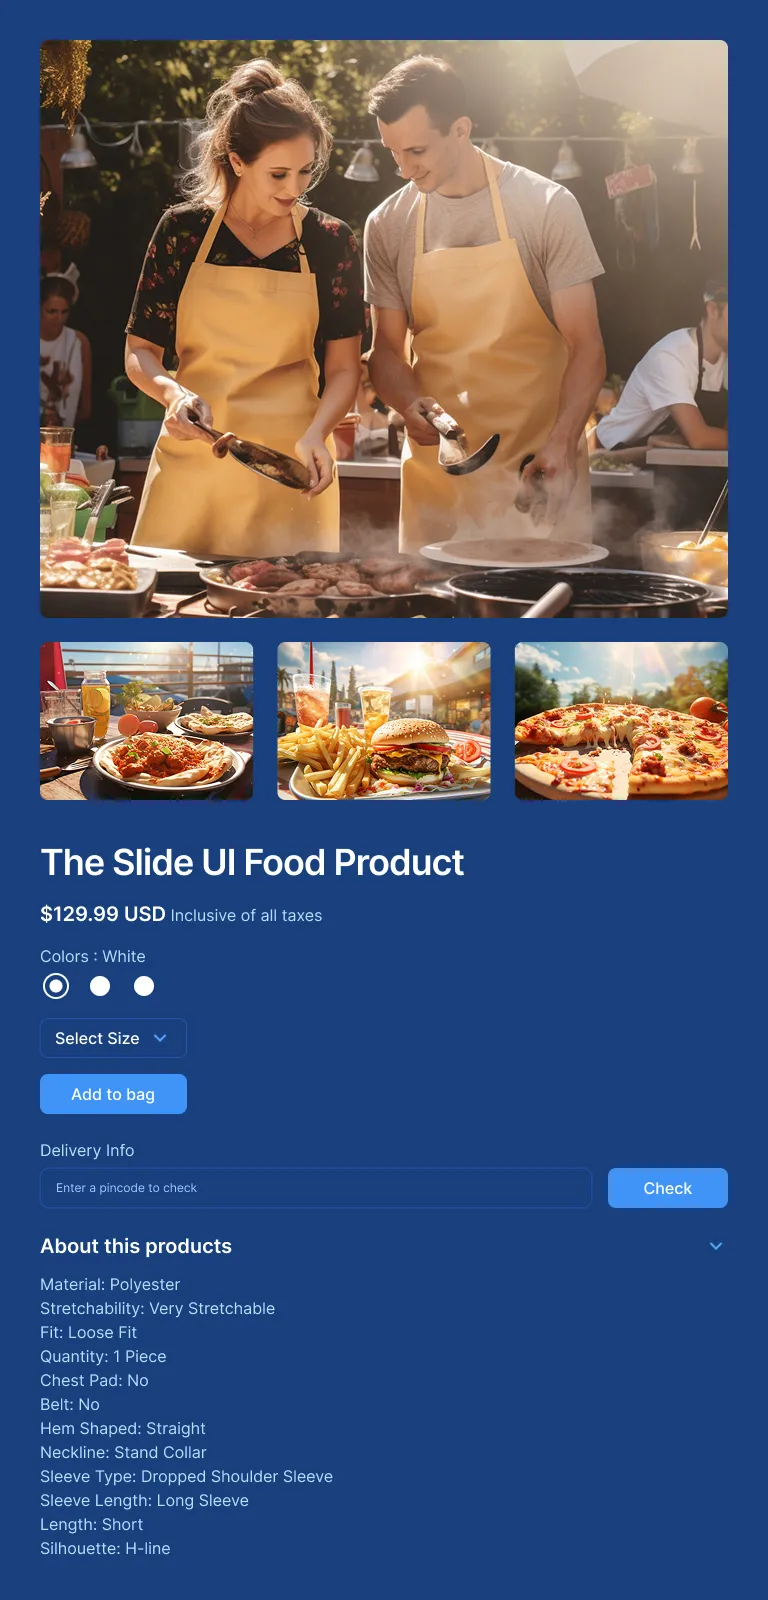 The Slide UI Food Product
$129.99 USD Inclusive of all taxes
Colors : White
Select Size
Add to bag
Delivery Info
Enter a pincode to check
Check
About this products
Material: Polyester
Stretchability: Very Stretchable
Fit: Loose Fit
Quantity: 1 Piece
Chest Pad: No
Belt: No
Hem Shaped: Straight
Neckline: Stand Collar
Sleeve Type: Dropped Shoulder Sleeve
Sleeve Length: Long Sleeve
Length: Short
Silhouette: H-line